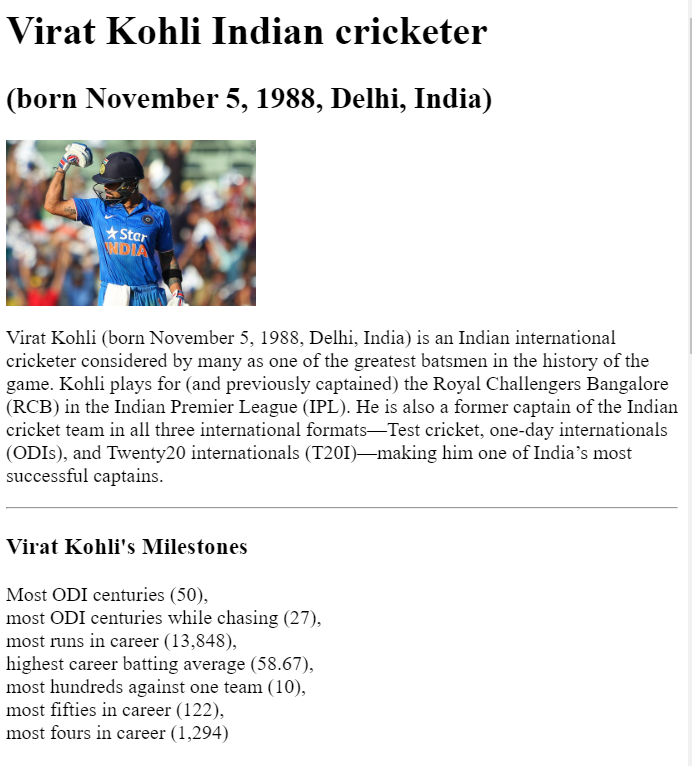 Virat Kohli Indian cricketer
(born November 5, 1988, Delhi, India)
Star
INDIA
Virat Kohli (born November 5, 1988, Delhi, India) is an Indian international
cricketer considered by many as one of the greatest batsmen in the history of the
game. Kohli plays for (and previously captained) the Royal Challengers Bangalore
(RCB) in the Indian Premier League (IPL). He is also a former captain of the Indian
cricket team in all three international formats—Test cricket, one-day internationals
(ODIs), and Twenty20 internationals (T20I)—making him one of India’s most
successful captains.
Virat Kohli's Milestones
Most ODI centuries (50),
most ODI centuries while chasing (27),
most runs in career (13,848),
highest career batting average (58.67),
most hundreds against one team (10),
most fifties in career (122),
most fours in career (1,294)